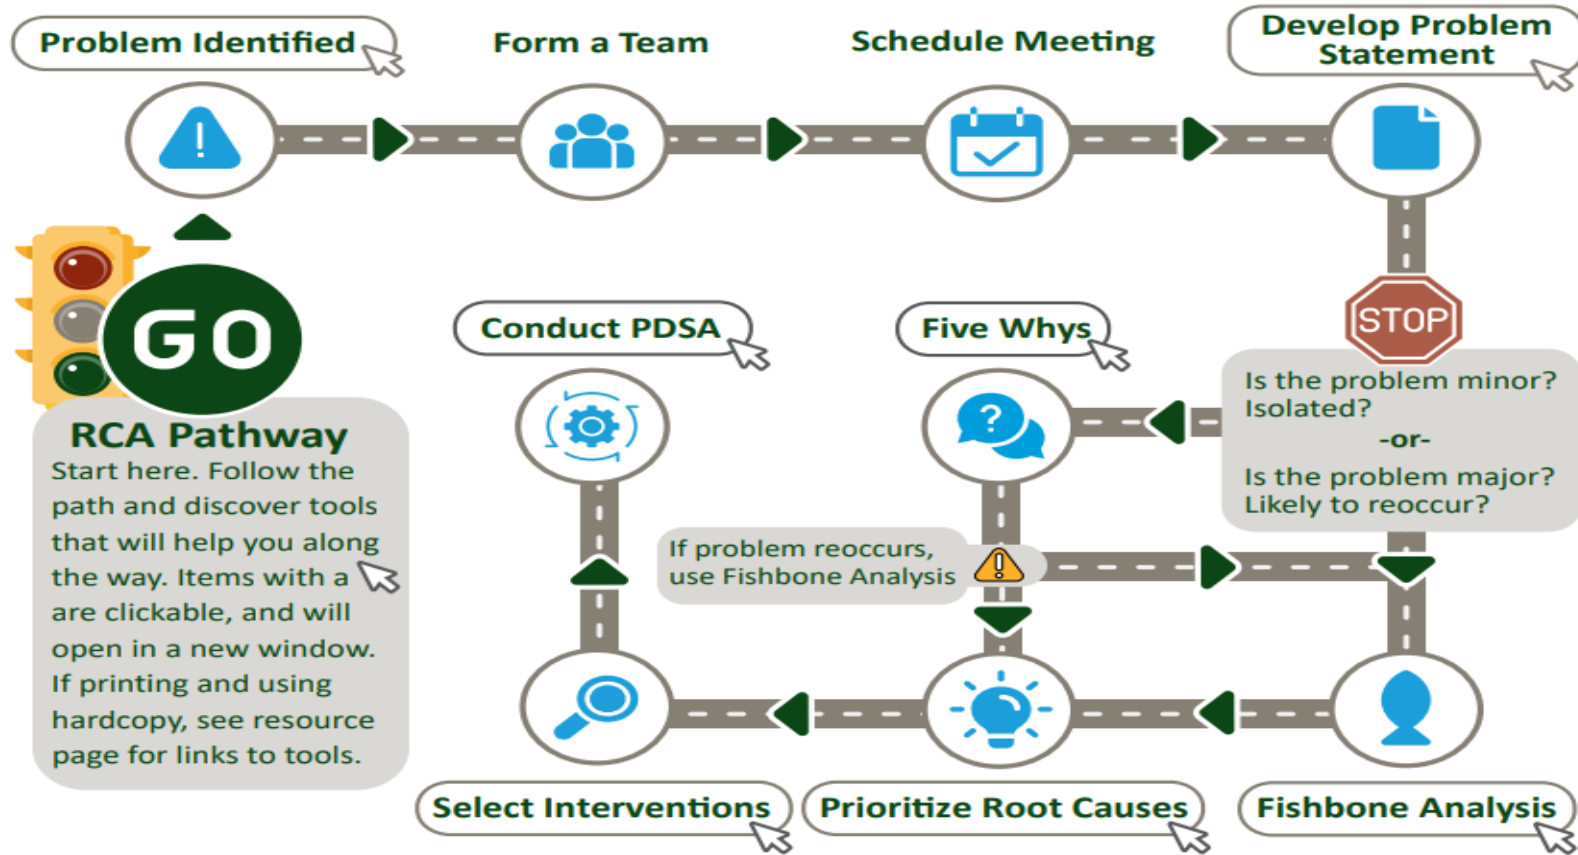 Problem Identified
Form a Team
Schedule Meeting
Develop Problem
Statement
GO
RCA Pathway
Start here. Follow the
path and discover tools
that will help you along
the way. Items with a
are clickable, and will
open in a new window.
If printing and using
hardcopy, see resource
page for links to tools.
Conduct PDSA
Five Whys
STOP
Is the problem minor?
Isolated?
-or-
Is the problem major?
Likely to reoccur?
If problem reoccurs,
use Fishbone Analysis
Select Interventions
Prioritize Root Causes
Fishbone Analysis